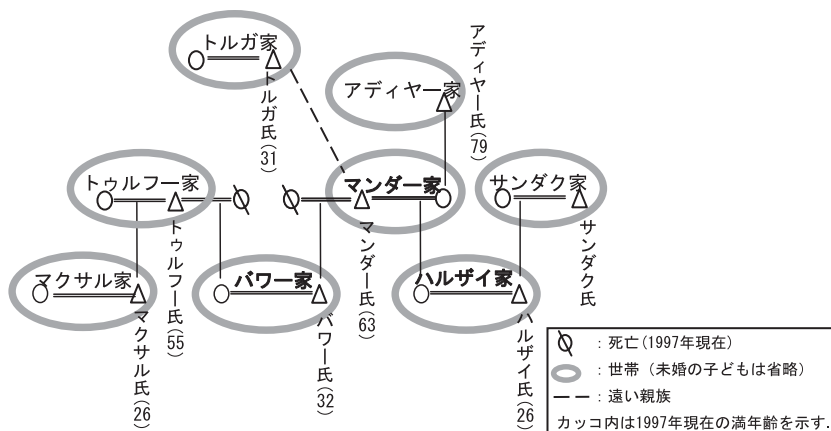 トルガ家
トルガ氏(31)
アディヤー家
アディヤー氏(79)
トゥルフー家
トゥルフー氏(55)
マンダー家
マンダー氏(63)
サンダク家
サンダク氏
マクサル家
マクサル氏(26)
バワー家
バワー氏(32)
ハルザイ家
ハルザイ氏(26)
：死亡(1997年現在)
：世帯（未婚の子どもは省略）
：遠い親族
カッコ内は1997年現在の満年齢を示す.